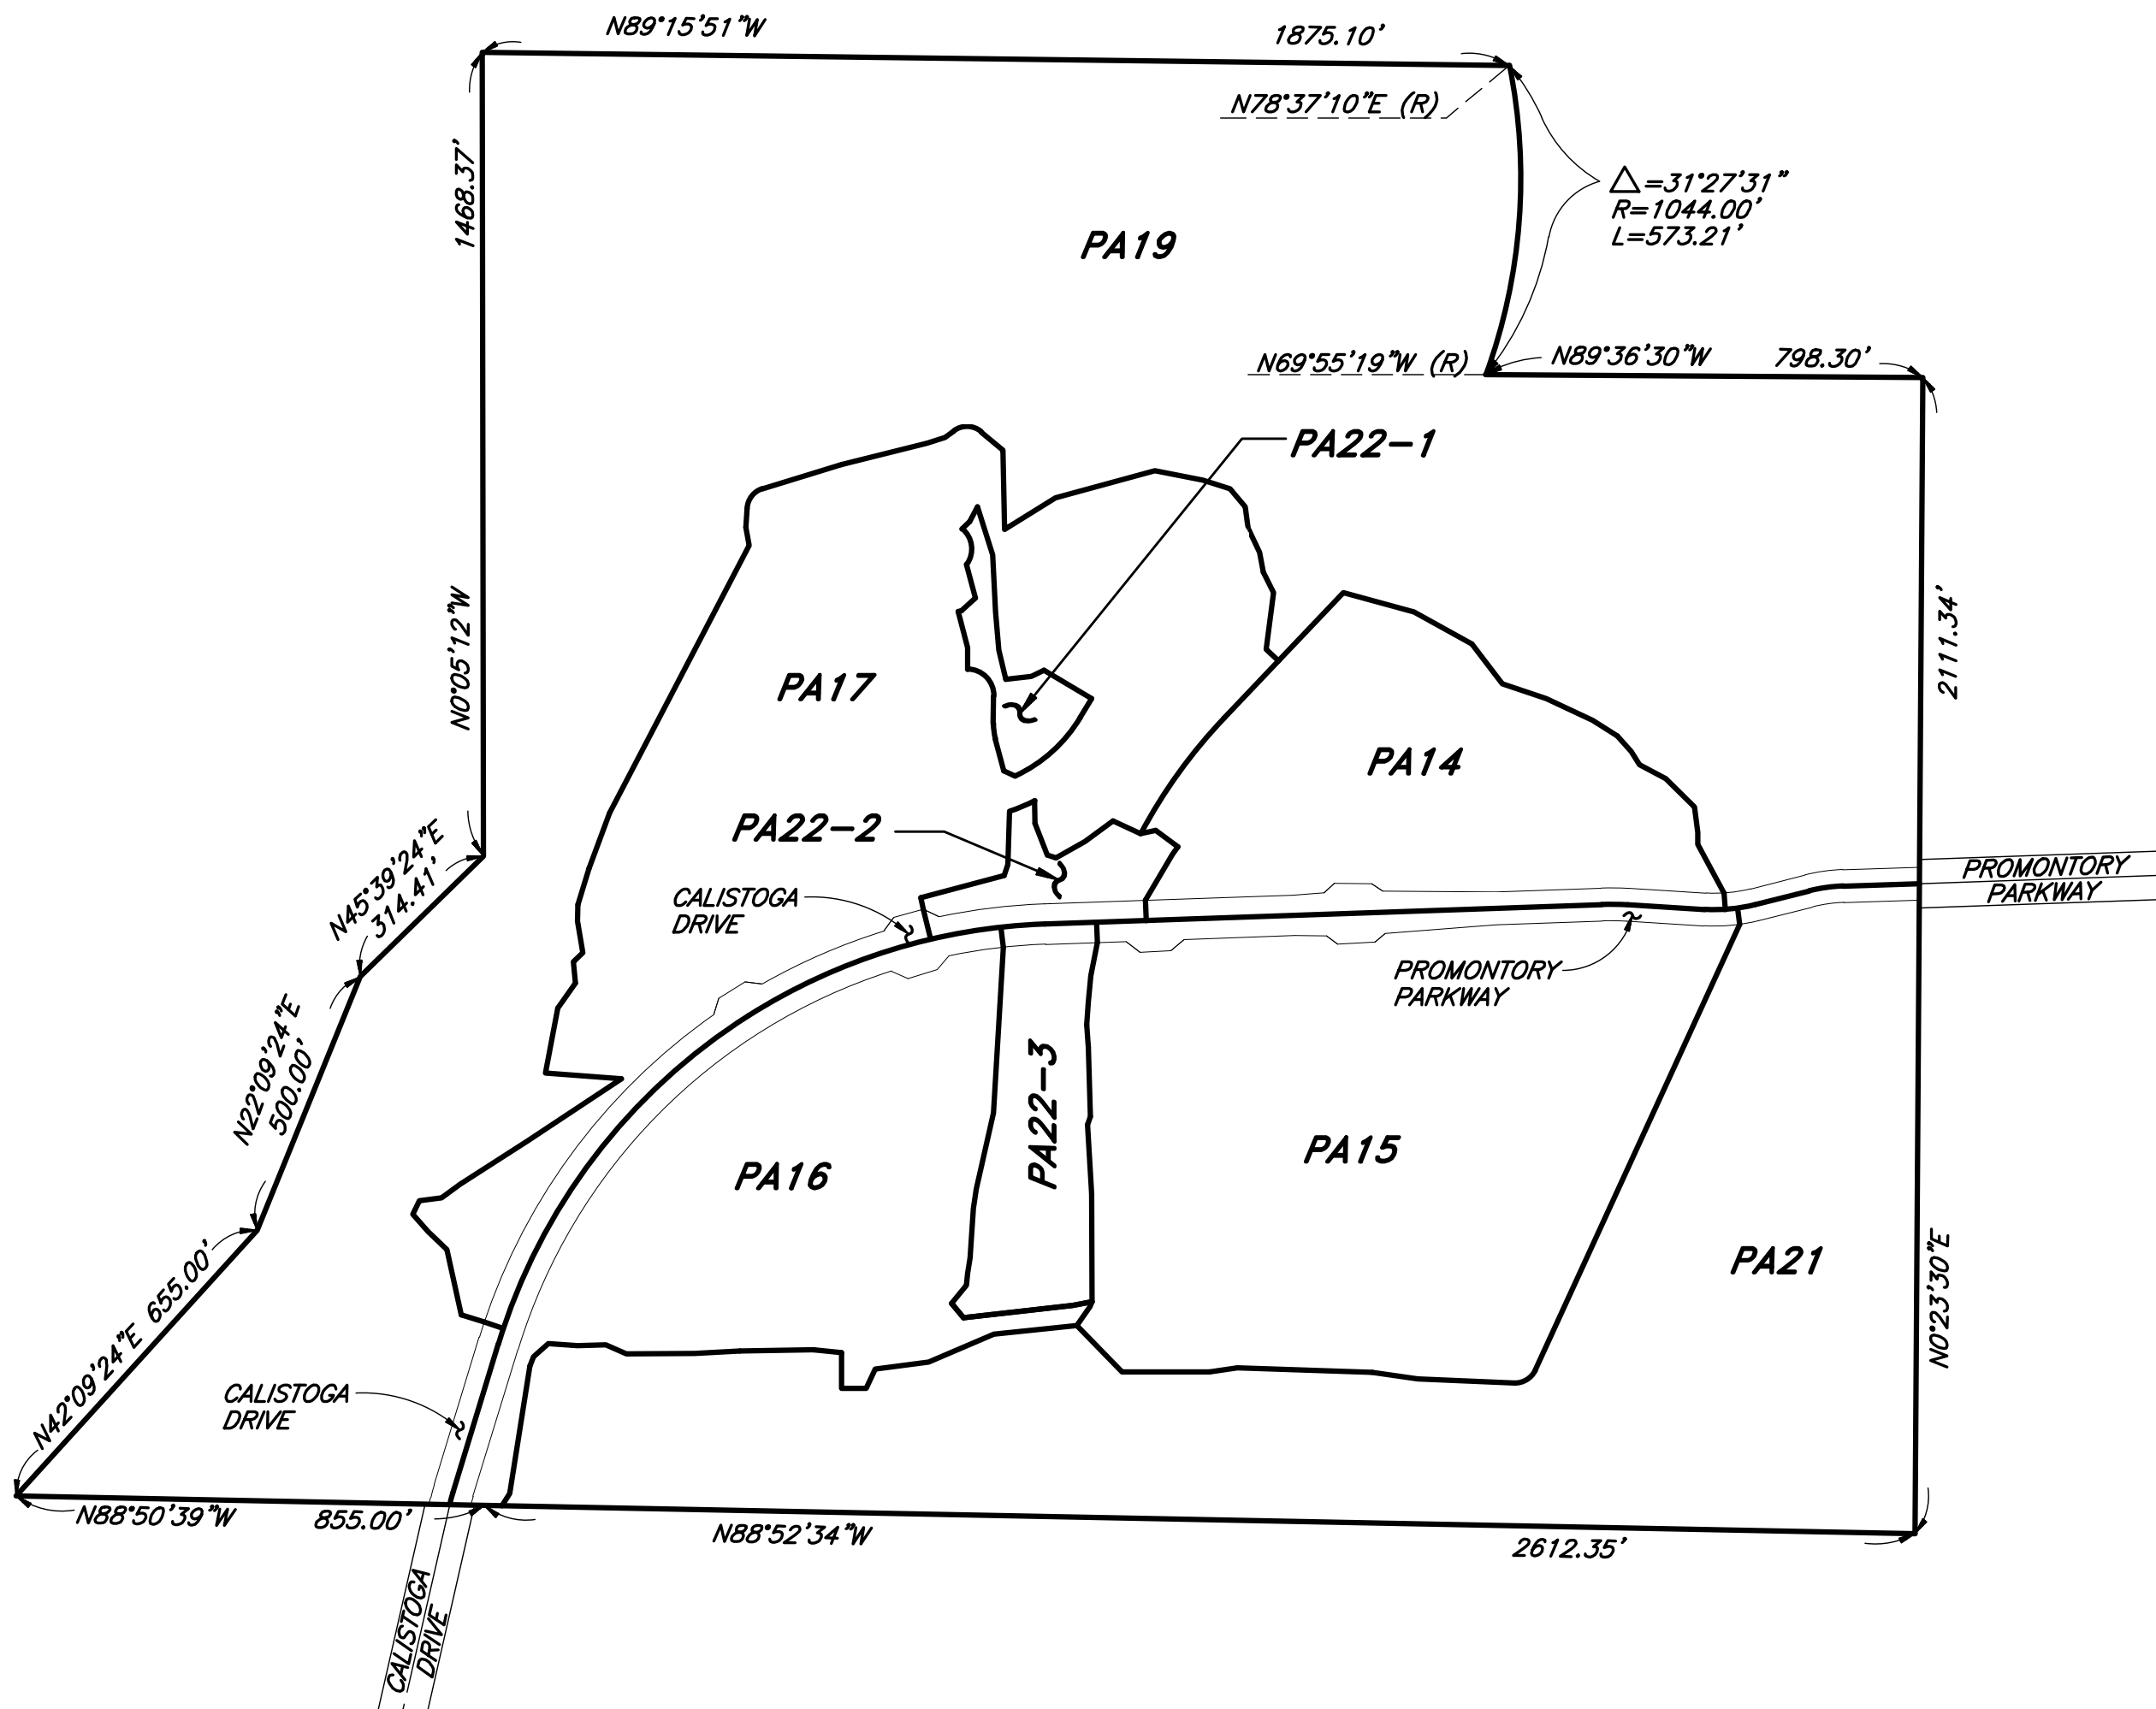 N89°15'51"W
1875.10'
N78°37'10"E (R)
1468.37'
△=31°27'31"
R=1044.00'
L=573.21'
PA19
N69°55'19"W (R)
N89°36'30"W
798.30'
PA22-1
N0°05'12"W
2111.34'
PA17
PA14
PA22-2
N45°39'24"E
314.41'
CALISTOGA
DRIVE
PROMONTORY
PARKWAY
PROMONTORY
PARKWAY
N22°09'24"E
500.00'
PA22-3
PA16
PA15
PA21
N0°23'30"E
N42°09'24"E 655.00'
CALISTOGA
DRIVE
N88°50'39"W
855.00'
N88°52'34"W
2612.35'
CALISTOGA
DRIVE